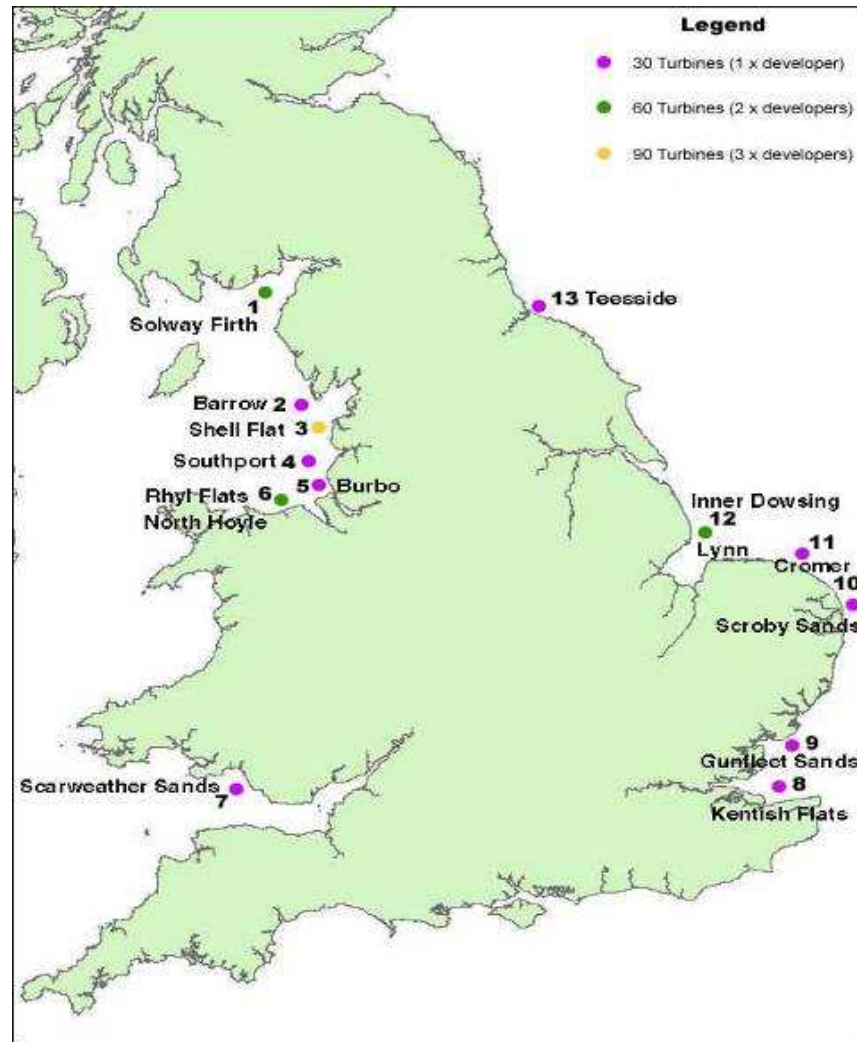 Legend
30 Turbines (1 x developer)
60 Turbines (2 x developers)
90 Turbines (3 x developers)
1
Solway Firth
13 Teesside
Barrow 2
Shell Flat 3
Southport 4
5 Burbo
Rhyl Flats 6
North Hoyle
Inner Dowsing
12
Lynn
11
Cromer
10
Scroby Sands
9
Gunfleet Sands
8
Kentish Flats
Scarweather Sands
7